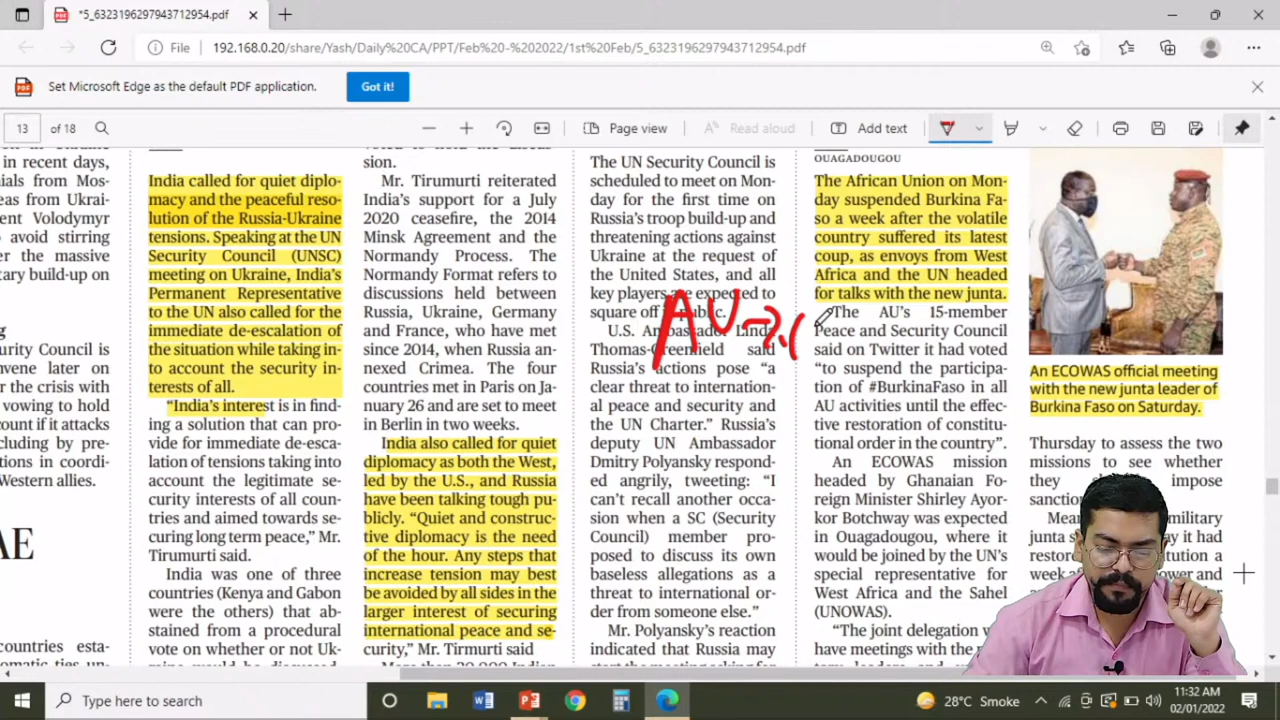 *5_6323196297943712954.pdf
File 192.168.0.20/share/Yash/Daily%20CA/PPT/Feb%20-%202022/1st%20Feb/5_6323196297943712954.pdf
Set Microsoft Edge as the default PDF application. Got it!
13 of 18 Page view Read aloud Add text
in recent days,
nials from Mos-
eas from Ukrai-
ent Volodymyr
o avoid stirring
er the massive
tary build-up on
urity Council is
nvene later on
r the crisis with
vowing to hold
ount if it attacks
cluding by pre-
tions in coordi-
Western allies.
AE
countries esta-
India called for quiet diplo-
macy and the peaceful reso-
lution of the Russia-Ukraine
tensions. Speaking at the UN
Security Council (UNSC)
meeting on Ukraine, India's
Permanent Representative
to the UN also called for the
immediate de-escalation of
the situation while taking in-
to account the security in-
terests of all.
“India's interest is in find-
ing a solution that can pro-
vide for immediate de-esca-
lation of tensions taking into
account the legitimate se-
curity interests of all coun-
tries and aimed towards se-
curing long term peace,” Mr.
Tirumurti said.
India was one of three
countries (Kenya and Gabon
were the others) that ab-
stained from a procedural
vote on whether or not Uk-
sion.
Mr. Tirumurti reiterated
India's support for a July
2020 ceasefire, the 2014
Minsk Agreement and the
Normandy Process. The
Normandy Format refers to
discussions held between
Russia, Ukraine, Germany
and France, who have met
since 2014, when Russia an-
nexed Crimea. The four
countries met in Paris on Ja-
nuary 26 and are set to meet
in Berlin in two weeks.
India also called for quiet
diplomacy as both the West,
led by the U.S., and Russia
have been talking tough pu-
blicly. “Quiet and construc-
tive diplomacy is the need
of the hour. Any steps that
increase tension may best
be avoided by all sides in the
larger interest of securing
international peace and se-
curity,” Mr. Tirmurti said
The UN Security Council is
scheduled to meet on Mon-
day for the first time on
Russia's troop build-up and
threatening actions against
Ukraine at the request of
the United States, and all
key players are expected to
square off in public.
U.S. Ambassador Linda
Thomas-Greenfield said
Russia's actions pose “a
clear threat to internation-
al peace and security and
the UN Charter.” Russia's
deputy UN Ambassador
Dmitry Polyansky respond-
ed angrily, tweeting: “I
can't recall another occa-
sion when a SC (Security
Council) member pro-
posed to discuss its own
baseless allegations as a
threat to international or-
der from someone else.”
Mr. Polyansky's reaction
indicated that Russia may
AU→?(
OUAGADOUGOU
The African Union on Mon-
day suspended Burkina Fa-
so a week after the volatile
country suffered its latest
coup, as envoys from West
Africa and the UN headed
for talks with the new junta.
The AU's 15-member
Peace and Security Council
said on Twitter it had voted
“to suspend the participa-
tion of #BurkinaFaso in all
AU activities until the effec-
tive restoration of constitu-
tional order in the country”.
An ECOWAS mission
headed by Ghanaian Fo-
reign Minister Shirley Ayor-
kor Botchway was expected
in Ouagadougou, where it
would be joined by the UN's
special representative for
West Africa and the Sahel
(UNOWAS).
“The joint delegation
have meetings with the
An ECOWAS official meeting
with the new junta leader of
Burkina Faso on Saturday.
Thursday to assess the two
missions to see whether
they impose
military
it had
Type here to search
28°C Smoke
11:32 AM
02/01/2022